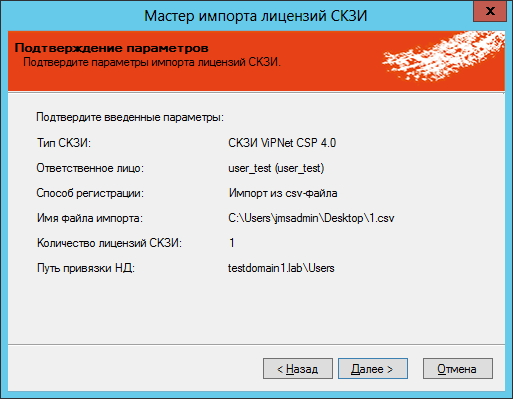 Мастер импорта лицензий СКЗИ
x
Подтверждение параметров
Подтвердите параметры импорта лицензий СКЗИ.
Подтвердите введенные параметры:
Тип СКЗИ: СКЗИ ViPNet CSP 4.0
Ответственное лицо: user_test (user_test)
Способ регистрации: Импорт из csv-файла
Имя файла импорта: C:\Users\jmsadmin\Desktop\1.csv
Количество лицензий СКЗИ: 1
Путь привязки НД: testdomain1.lab\Users
< Назад Далее > Отмена